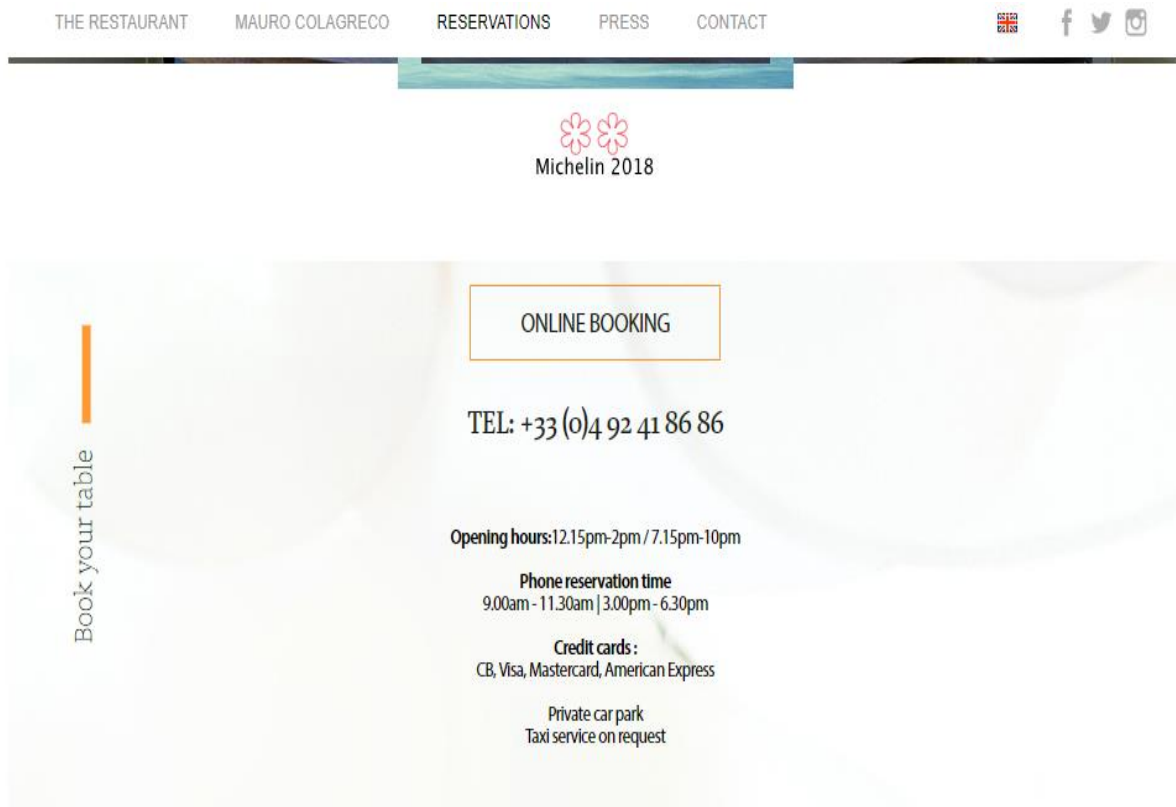 THE RESTAURANT MAURO COLAGRECO RESERVATIONS PRESS CONTACT
Michelin 2018
ONLINE BOOKING
TEL: +33 (0)4 92 41 86 86
Book your table
Opening hours:12.15pm-2pm / 7.15pm-10pm
Phone reservation time
9.00am - 11.30am | 3.00pm - 6.30pm
Credit cards :
CB, Visa, Mastercard, American Express
Private car park
Taxi service on request